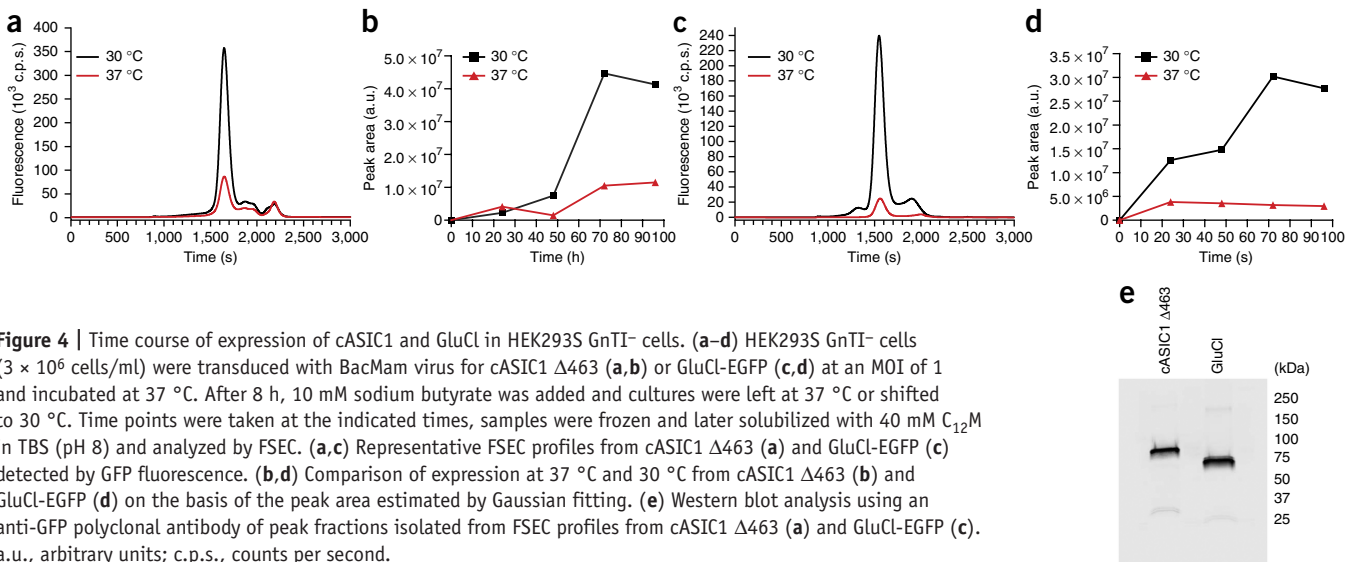 a
400
350
300
250
200
150
100
50
0
Fluorescence (10³ c.p.s.)
30 °C
37 °C
0 500 1,000 1,500 2,000 2,500 3,000
Time (s)
b
5.0 × 10⁷
4.0 × 10⁷
3.0 × 10⁷
2.0 × 10⁷
1.0 × 10⁷
0
Peak area (a.u.)
30 °C
37 °C
0 10 20 30 40 50 60 70 80 90 100
Time (h)
c
240
220
200
180
160
140
120
100
80
60
40
20
0
Fluorescence (10³ c.p.s.)
30 °C
37 °C
0 500 1,000 1,500 2,000 2,500 3,000
Time (s)
d
3.5 × 10⁷
3.0 × 10⁷
2.5 × 10⁷
2.0 × 10⁷
1.5 × 10⁷
1.0 × 10⁷
5.0 × 10⁶
0
Peak area (a.u.)
30 °C
37 °C
0 10 20 30 40 50 60 70 80 90 100
Time (s)
Figure 4 | Time course of expression of cASIC1 and GluCl in HEK293S GnTI⁻ cells. (a–d) HEK293S GnTI⁻ cells
(3 × 10⁶ cells/ml) were transduced with BacMam virus for cASIC1 Δ463 (a,b) or GluCl-EGFP (c,d) at an MOI of 1
and incubated at 37 °C. After 8 h, 10 mM sodium butyrate was added and cultures were left at 37 °C or shifted
to 30 °C. Time points were taken at the indicated times, samples were frozen and later solubilized with 40 mM C₁₂M
in TBS (pH 8) and analyzed by FSEC. (a,c) Representative FSEC profiles from cASIC1 Δ463 (a) and GluCl-EGFP (c)
detected by GFP fluorescence. (b,d) Comparison of expression at 37 °C and 30 °C from cASIC1 Δ463 (b) and
GluCl-EGFP (d) on the basis of the peak area estimated by Gaussian fitting. (e) Western blot analysis using an
anti-GFP polyclonal antibody of peak fractions isolated from FSEC profiles from cASIC1 Δ463 (a) and GluCl-EGFP (c).
a.u., arbitrary units; c.p.s., counts per second.
e
cASIC1 Δ463
GluCl
(kDa)
250
150
100
75
50
37
25